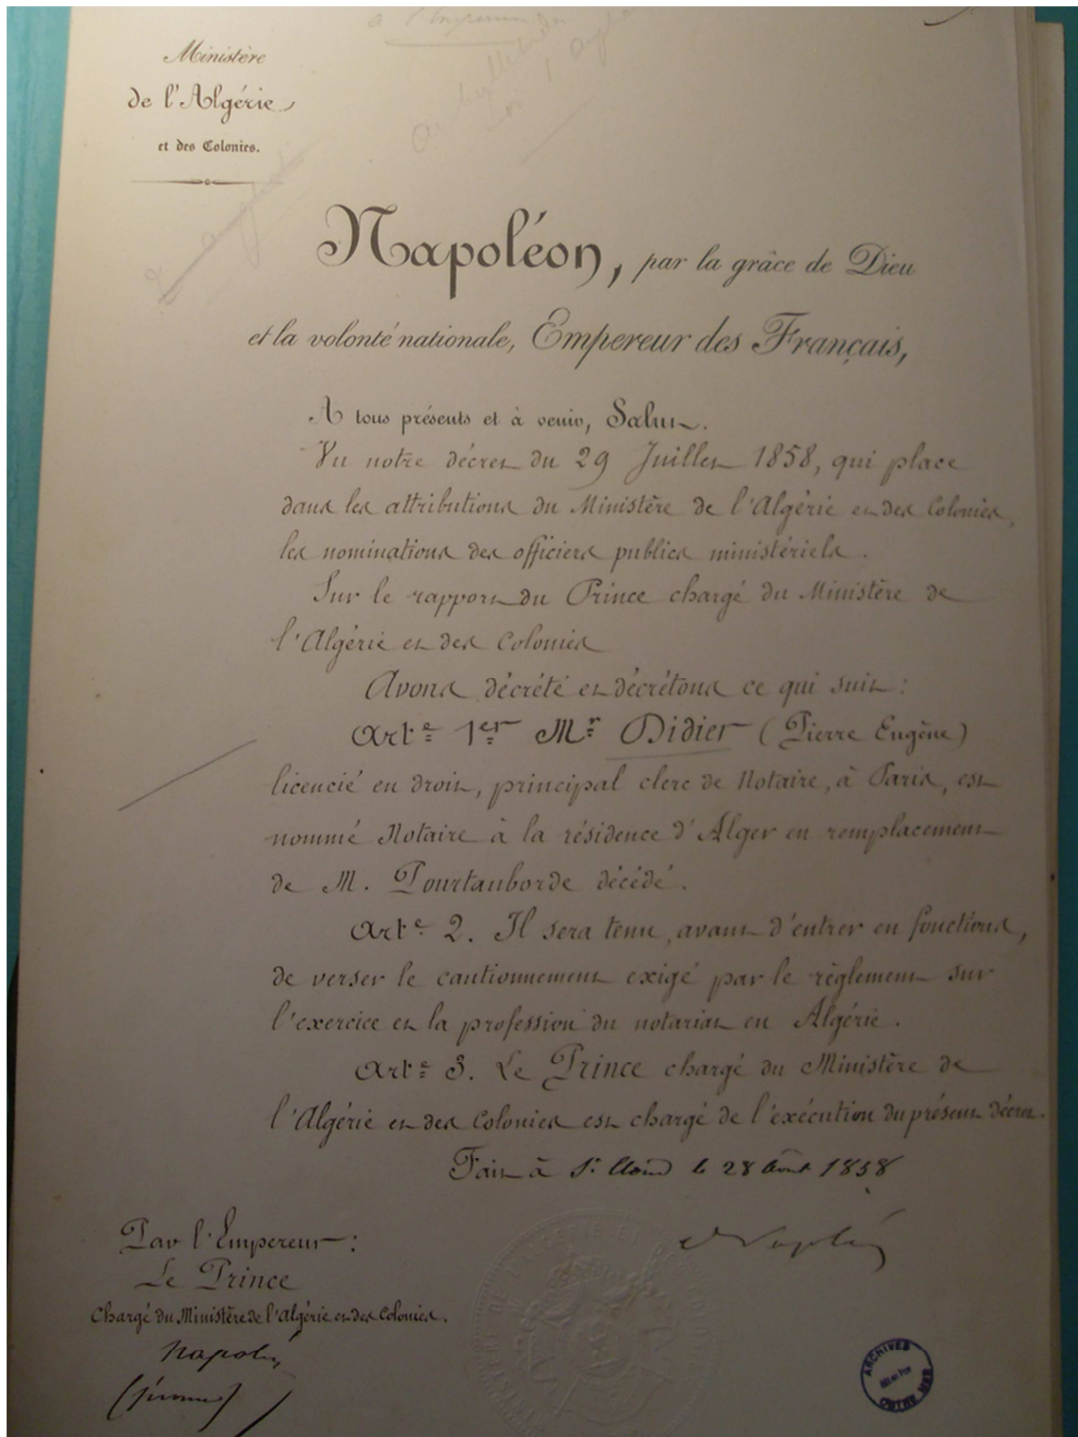 à l'Empereur
au bulletin des
Ministère
de l'Algérie
et des Colonies.
Napoléon, par la grâce de Dieu
et la volonté nationale, Empereur des Français,
A tous présents et à venir, Salut.
Vu notre décret du 29 Juillet 1858, qui place
dans les attributions du Ministère de l'Algérie et des Colonies,
les nominations des officiers publics ministériels.
Sur le rapport du Prince chargé du Ministère de
l'Algérie et des Colonies
Avons décrété et décrétons ce qui suit :
Arte 1er Mr Didier (Pierre Eugène)
licencié en droit, principal clerc de Notaire, à Paris, est
nommé Notaire à la résidence d'Alger en remplacement
de M. Pourtauborde décédé.
Arte 2. Il sera tenu, avant d'entrer en fonctions,
de verser le cautionnement exigé par le règlement sur
l'exercice et la profession du notariat en Algérie.
Arte 3. Le Prince chargé du Ministère de
l'Algérie et des Colonies est chargé de l'exécution du présent décret.
Fait à St Cloud le 28 Août 1858
Napoléon
Par l'Empereur :
Le Prince
Chargé du Ministère de l'Algérie et des Colonies.
Napoléon
(Jérôme)
ARCHIVES
OUTRE MER